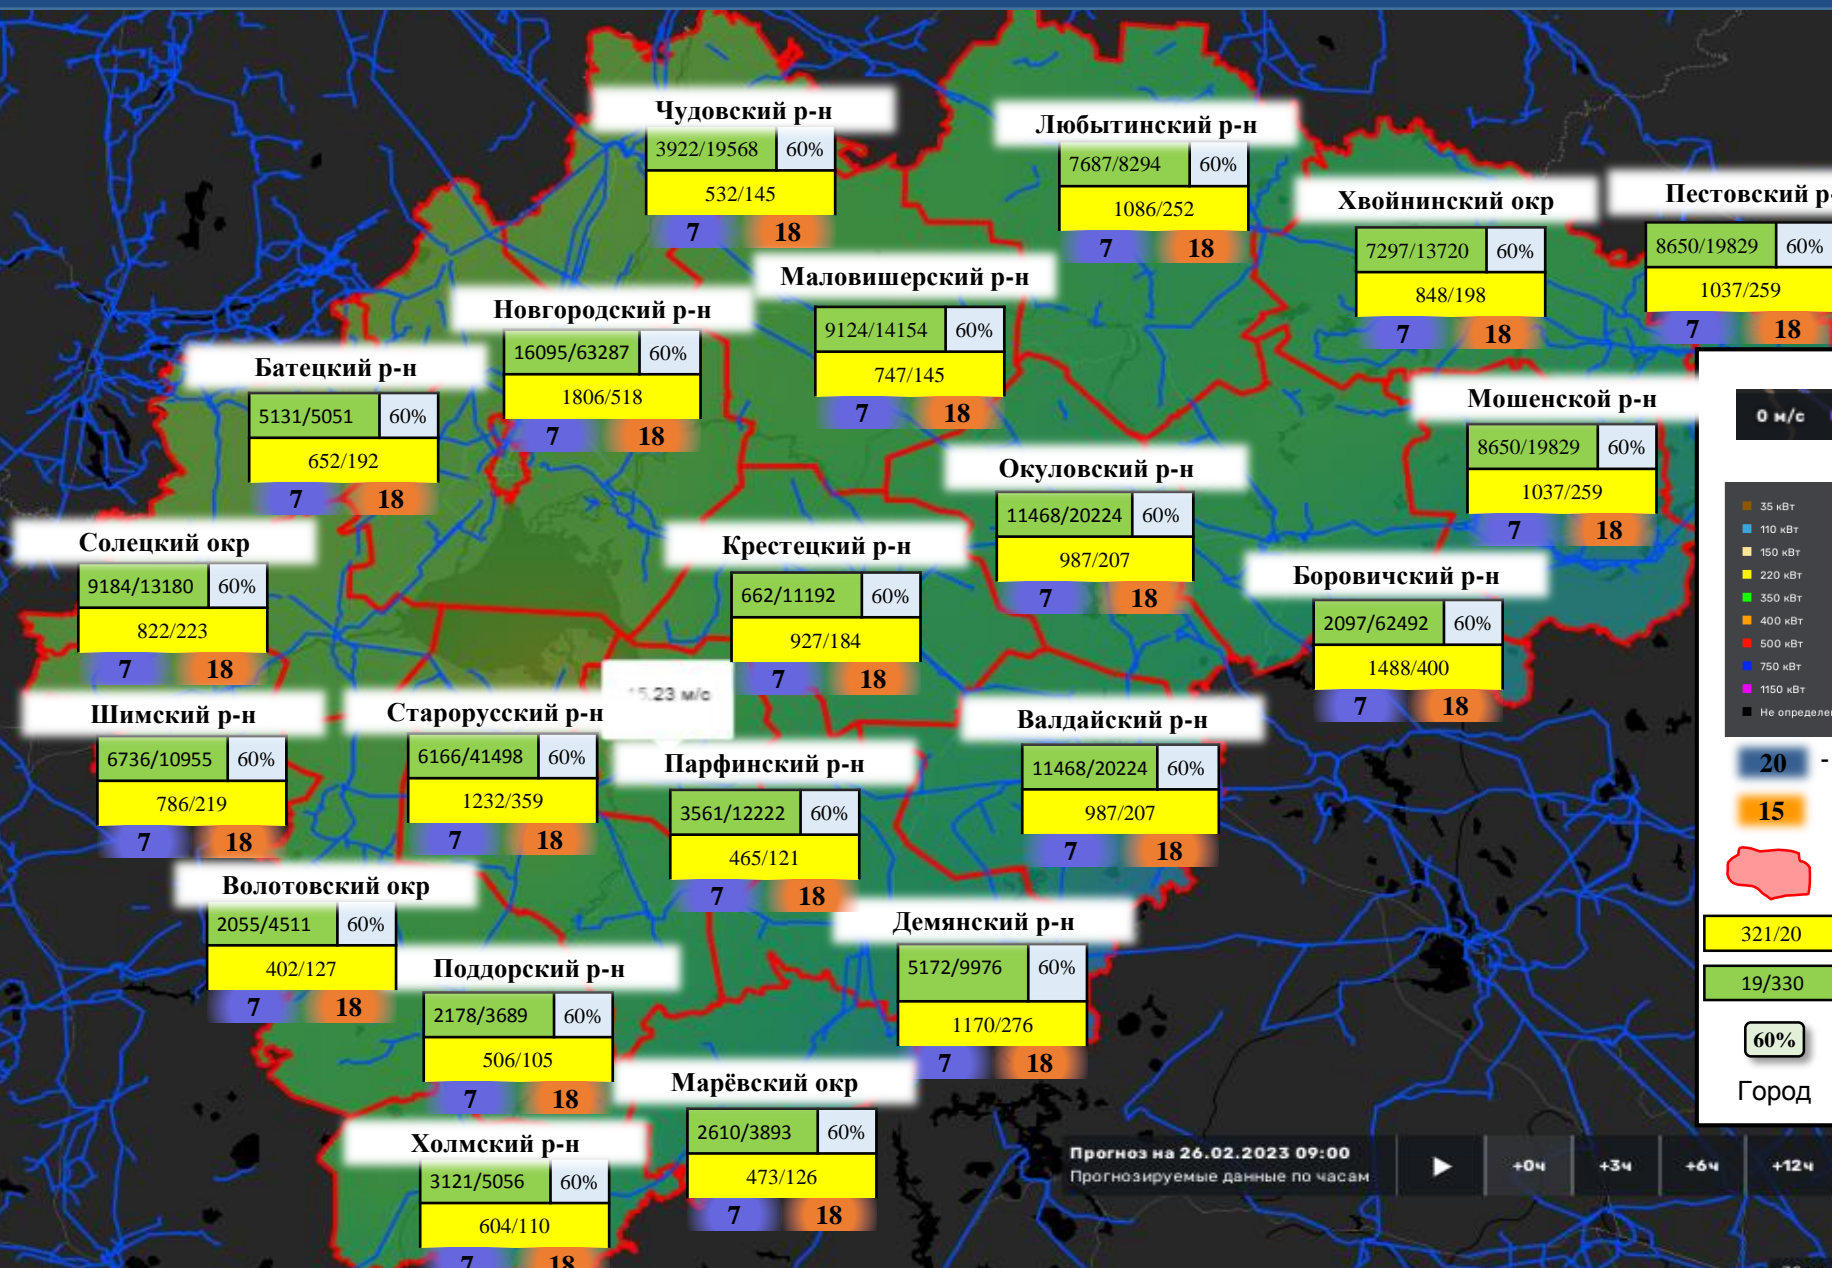 Чудовский р-н
3922/19568 60%
532/145
7 18
Любытинский р-н
7687/8294 60%
1086/252
7 18
Хвойнинский окр
7297/13720 60%
848/198
7 18
Пестовский р-
8650/19829 60%
1037/259
7 18
Маловишерский р-н
9124/14154 60%
747/145
7 18
Новгородский р-н
16095/63287 60%
1806/518
7 18
Батецкий р-н
5131/5051 60%
652/192
7 18
Мошенской р-н
8650/19829 60%
1037/259
7 18
Окуловский р-н
11468/20224 60%
987/207
7 18
Солецкий окр
9184/13180 60%
822/223
7 18
Крестецкий р-н
662/11192 60%
927/184
7 18
Боровичский р-н
2097/62492 60%
1488/400
7 18
Шимский р-н
6736/10955 60%
786/219
7 18
Старорусский р-н
6166/41498 60%
1232/359
7 18
15.23 м/с
Парфинский р-н
3561/12222 60%
465/121
7 18
Валдайский р-н
11468/20224 60%
987/207
7 18
Волотовский окр
2055/4511 60%
402/127
7 18
Поддорский р-н
2178/3689 60%
506/105
7 18
Демянский р-н
5172/9976 60%
1170/276
7 18
Марёвский окр
2610/3893 60%
473/126
7 18
Холмский р-н
3121/5056 60%
604/110
7 18
0 м/с
35 кВт
110 кВт
150 кВт
220 кВт
350 кВт
400 кВт
500 кВт
750 кВт
1150 кВт
Не определен
20 -
15
321/20
19/330
60%
Город
Прогноз на 26.02.2023 09:00
Прогнозируемые данные по часам
+0ч +3ч +6ч +12ч